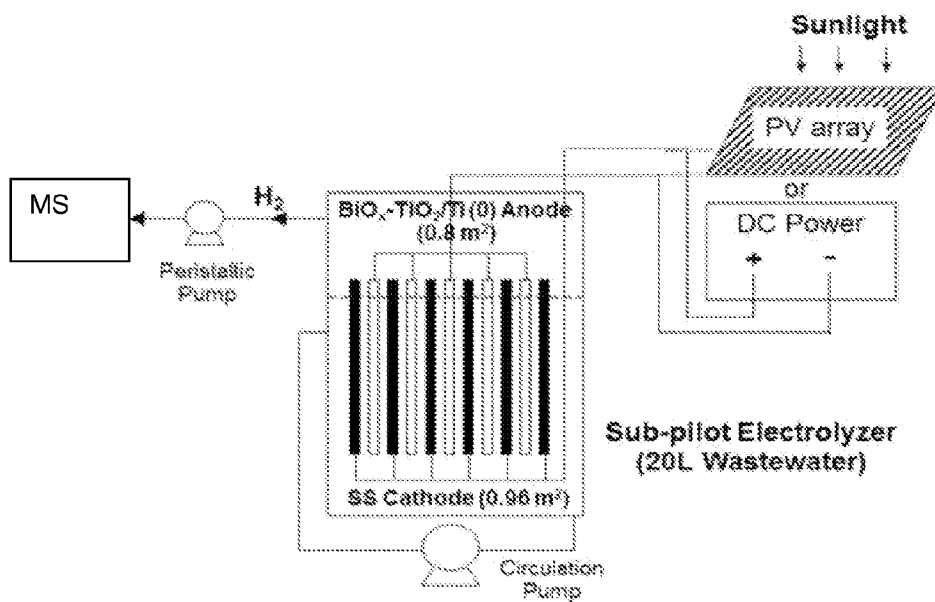 Sunlight
PV array
or
DC Power
+ -
MS
H₂
Peristaltic
Pump
BiOₓ-TiO₂/Ti (0) Anode
(0.8 m²)
SS Cathode (0.96 m²)
Sub-pilot Electrolyzer
(20L Wastewater)
Circulation
Pump